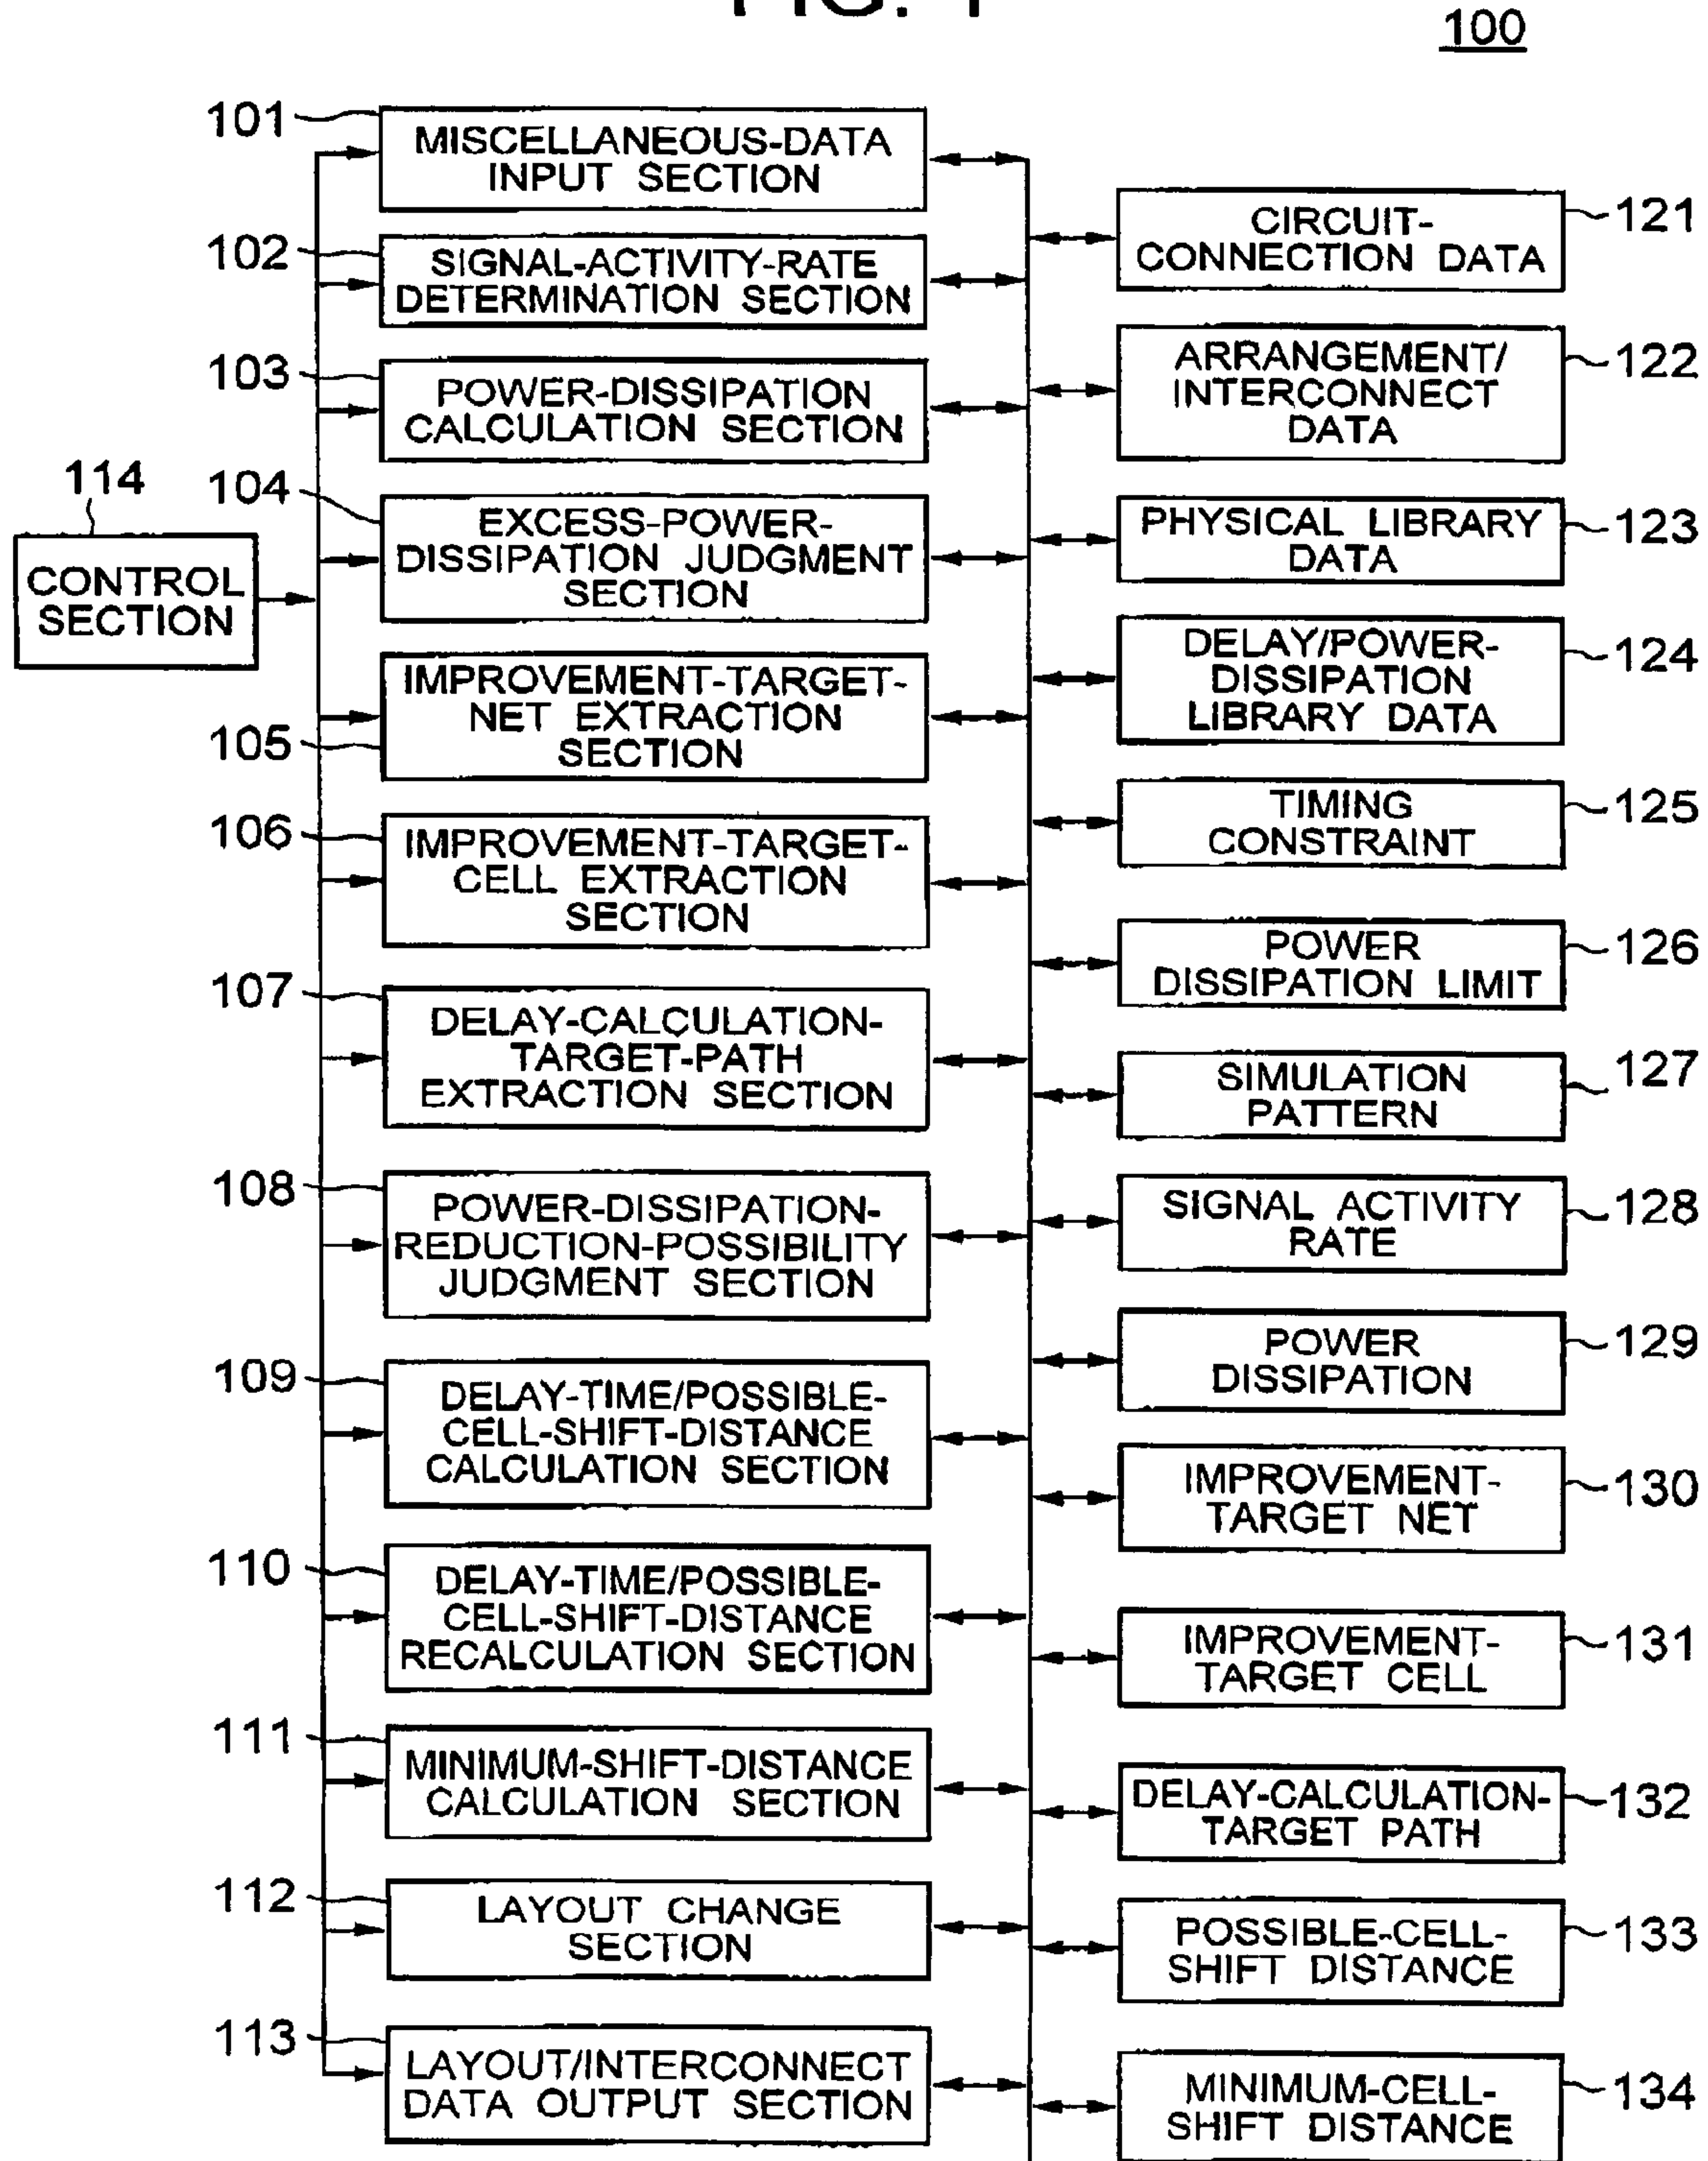 FIG. 1
100
101
MISCELLANEOUS-DATA
INPUT SECTION
102
SIGNAL-ACTIVITY-RATE
DETERMINATION SECTION
103
POWER-DISSIPATION
CALCULATION SECTION
114
CONTROL
SECTION
104
EXCESS-POWER-
DISSIPATION JUDGMENT
SECTION
105
IMPROVEMENT-TARGET-
NET EXTRACTION
SECTION
106
IMPROVEMENT-TARGET-
CELL EXTRACTION
SECTION
107
DELAY-CALCULATION-
TARGET-PATH
EXTRACTION SECTION
108
POWER-DISSIPATION-
REDUCTION-POSSIBILITY
JUDGMENT SECTION
109
DELAY-TIME/POSSIBLE-
CELL-SHIFT-DISTANCE
CALCULATION SECTION
110
DELAY-TIME/POSSIBLE-
CELL-SHIFT-DISTANCE
RECALCULATION SECTION
111
MINIMUM-SHIFT-DISTANCE
CALCULATION SECTION
112
LAYOUT CHANGE
SECTION
113
LAYOUT/INTERCONNECT
DATA OUTPUT SECTION
CIRCUIT-
CONNECTION DATA
121
ARRANGEMENT/
INTERCONNECT
DATA
122
PHYSICAL LIBRARY
DATA
123
DELAY/POWER-
DISSIPATION
LIBRARY DATA
124
TIMING
CONSTRAINT
125
POWER
DISSIPATION LIMIT
126
SIMULATION
PATTERN
127
SIGNAL ACTIVITY
RATE
128
POWER
DISSIPATION
129
IMPROVEMENT-
TARGET NET
130
IMPROVEMENT-
TARGET CELL
131
DELAY-CALCULATION-
TARGET PATH
132
POSSIBLE-CELL-
SHIFT DISTANCE
133
MINIMUM-CELL-
SHIFT DISTANCE
134